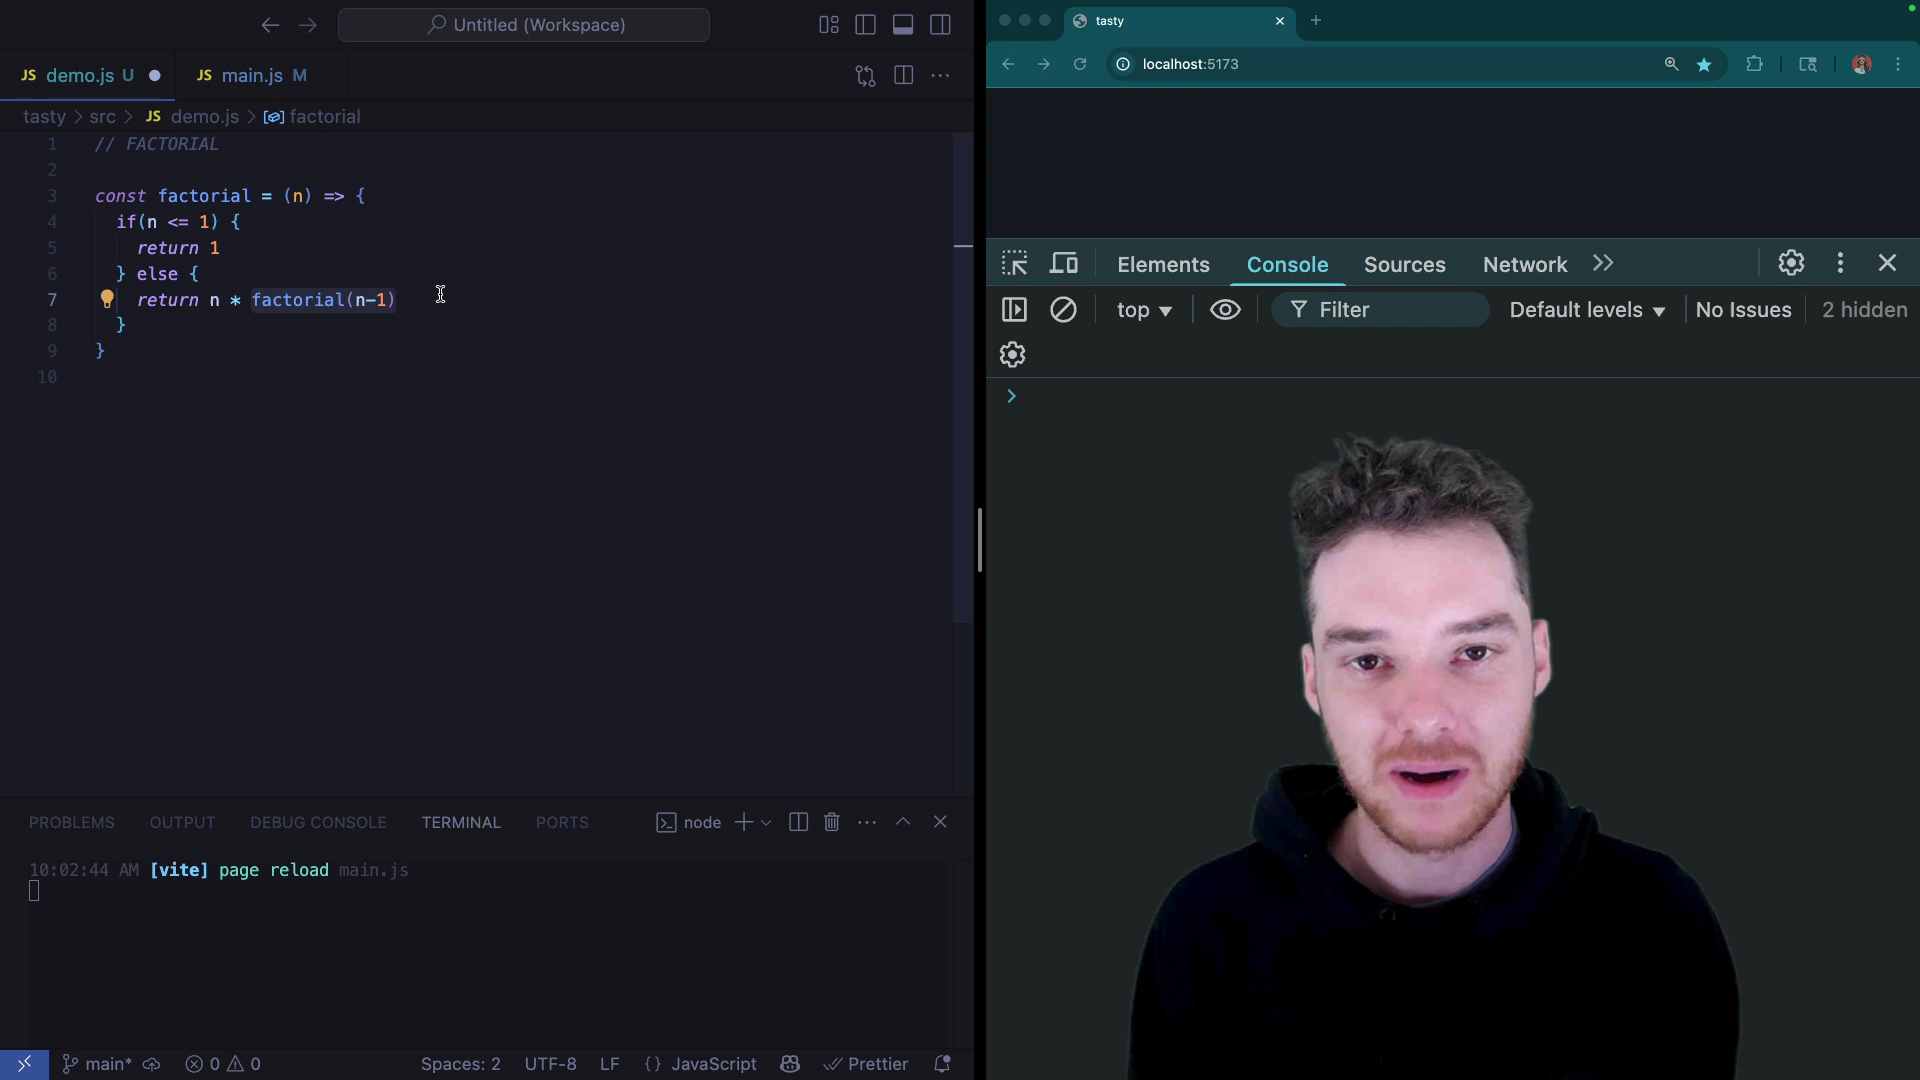 Untitled (Workspace)
JS demo.js U
JS main.js M
tasty > src > JS demo.js > factorial
1 // FACTORIAL
2
3 const factorial = (n) => {
4 if(n <= 1) {
5 return 1
6 } else {
7 return n * factorial(n-1)
8 }
9 }
10
PROBLEMS OUTPUT DEBUG CONSOLE TERMINAL PORTS
node
10:02:44 AM [vite] page reload main.js
main* 0 0 Spaces: 2 UTF-8 LF {} JavaScript Prettier
tasty
localhost:5173
Elements Console Sources Network
top Filter Default levels No Issues 2 hidden